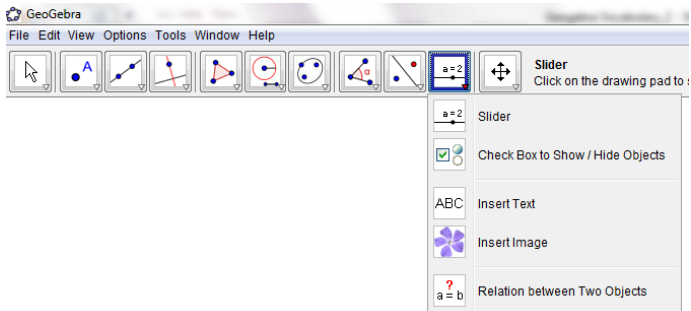 GeoGebra
File Edit View Options Tools Window Help
A
α
a=2
Slider
Click on the drawing pad to
a=2
Slider
Check Box to Show / Hide Objects
ABC
Insert Text
Insert Image
?
a = b
Relation between Two Objects